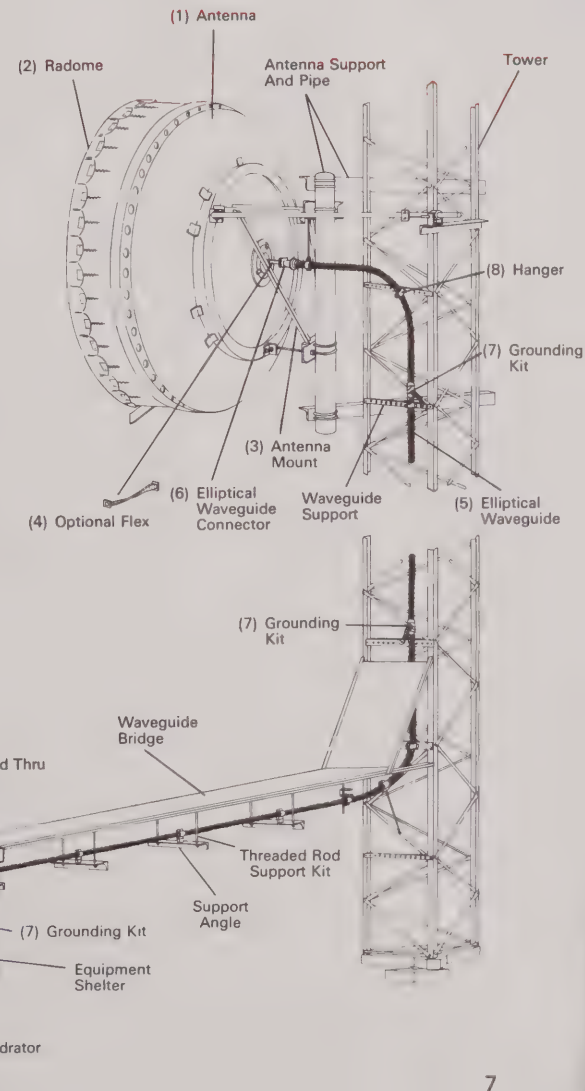 (1) Antenna
(2) Radome
Antenna Support
And Pipe
Tower
(8) Hanger
(7) Grounding
Kit
(3) Antenna
Mount
(6) Elliptical
Waveguide
Connector
Waveguide
Support
(5) Elliptical
Waveguide
(4) Optional Flex
(7) Grounding
Kit
Waveguide
Bridge
d Thru
Threaded Rod
Support Kit
Support
Angle
(7) Grounding Kit
Equipment
Shelter
drator
7